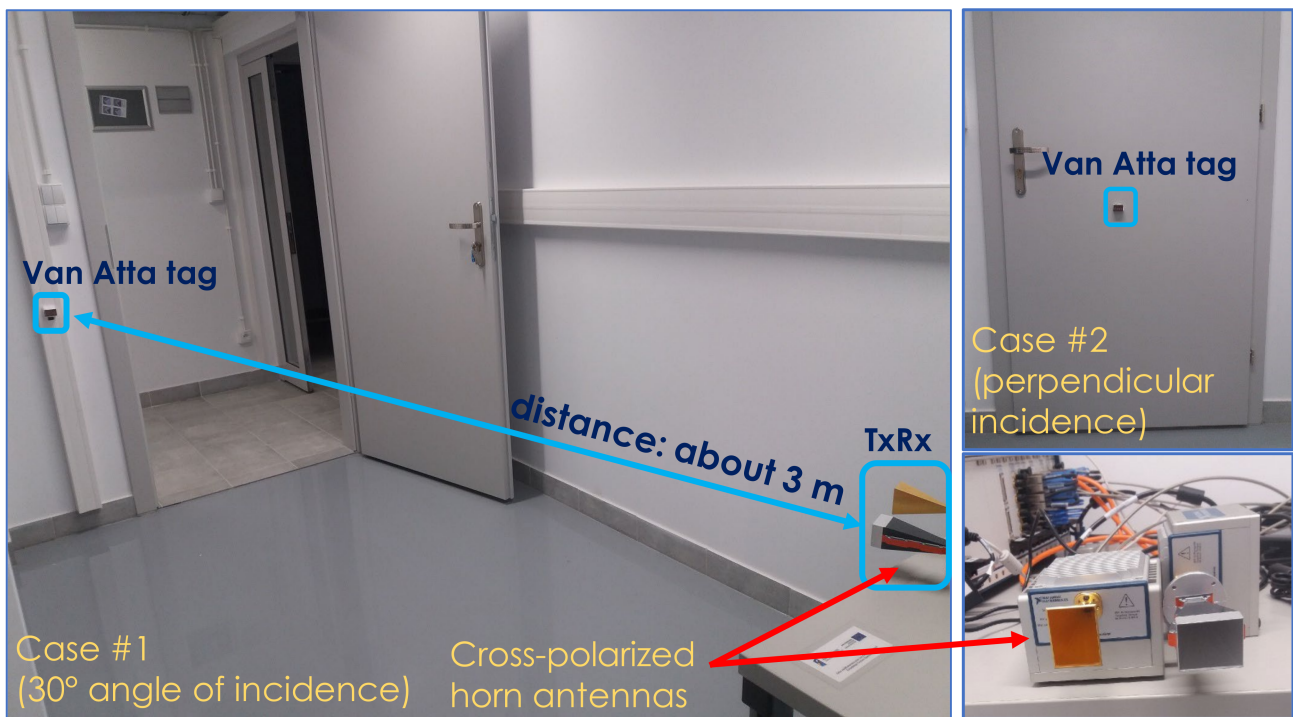 Van Atta tag
distance: about 3 m
TxRx
Case #1
(30° angle of incidence)
Cross-polarized
horn antennas
Van Atta tag
Case #2
(perpendicular
incidence)